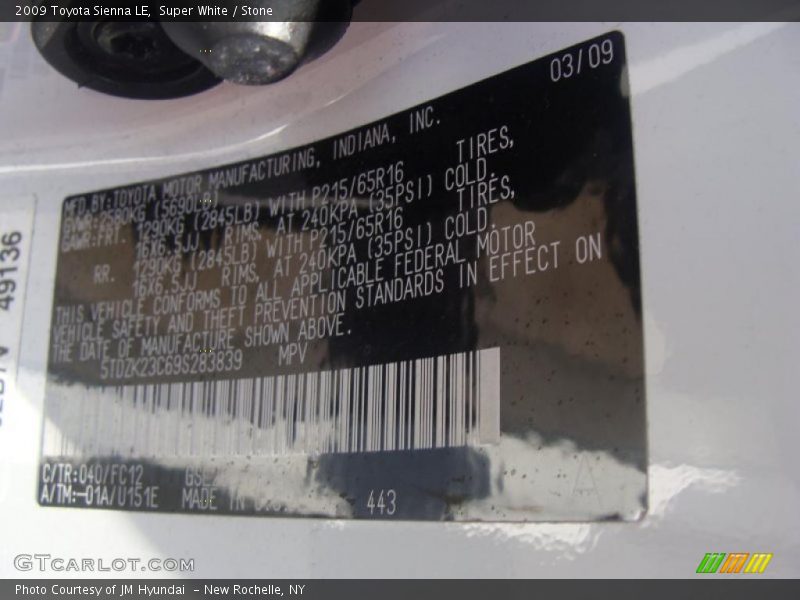 2009 Toyota Sienna LE, Super White / Stone
03/09
MFD.BY:TOYOTA MOTOR MANUFACTURING, INDIANA, INC.
GVWR:2580KG (5690LB)
GAWR:FRT. 1290KG (2845LB) WITH P215/65R16 TIRES,
16X6.5JJ RIMS, AT 240KPA (35PSI) COLD.
RR. 1290KG (2845LB) WITH P215/65R16 TIRES,
16X6.5JJ RIMS, AT 240KPA (35PSI) COLD.
THIS VEHICLE CONFORMS TO ALL APPLICABLE FEDERAL MOTOR
VEHICLE SAFETY AND THEFT PREVENTION STANDARDS IN EFFECT ON
THE DATE OF MANUFACTURE SHOWN ABOVE.
5TDZK23C69S283839 MPV
C/TR:040/FC12
A/TM:-01A/U151E
MADE IN
443
49136
GTCARLOT.COM
Photo Courtesy of JM Hyundai - New Rochelle, NY